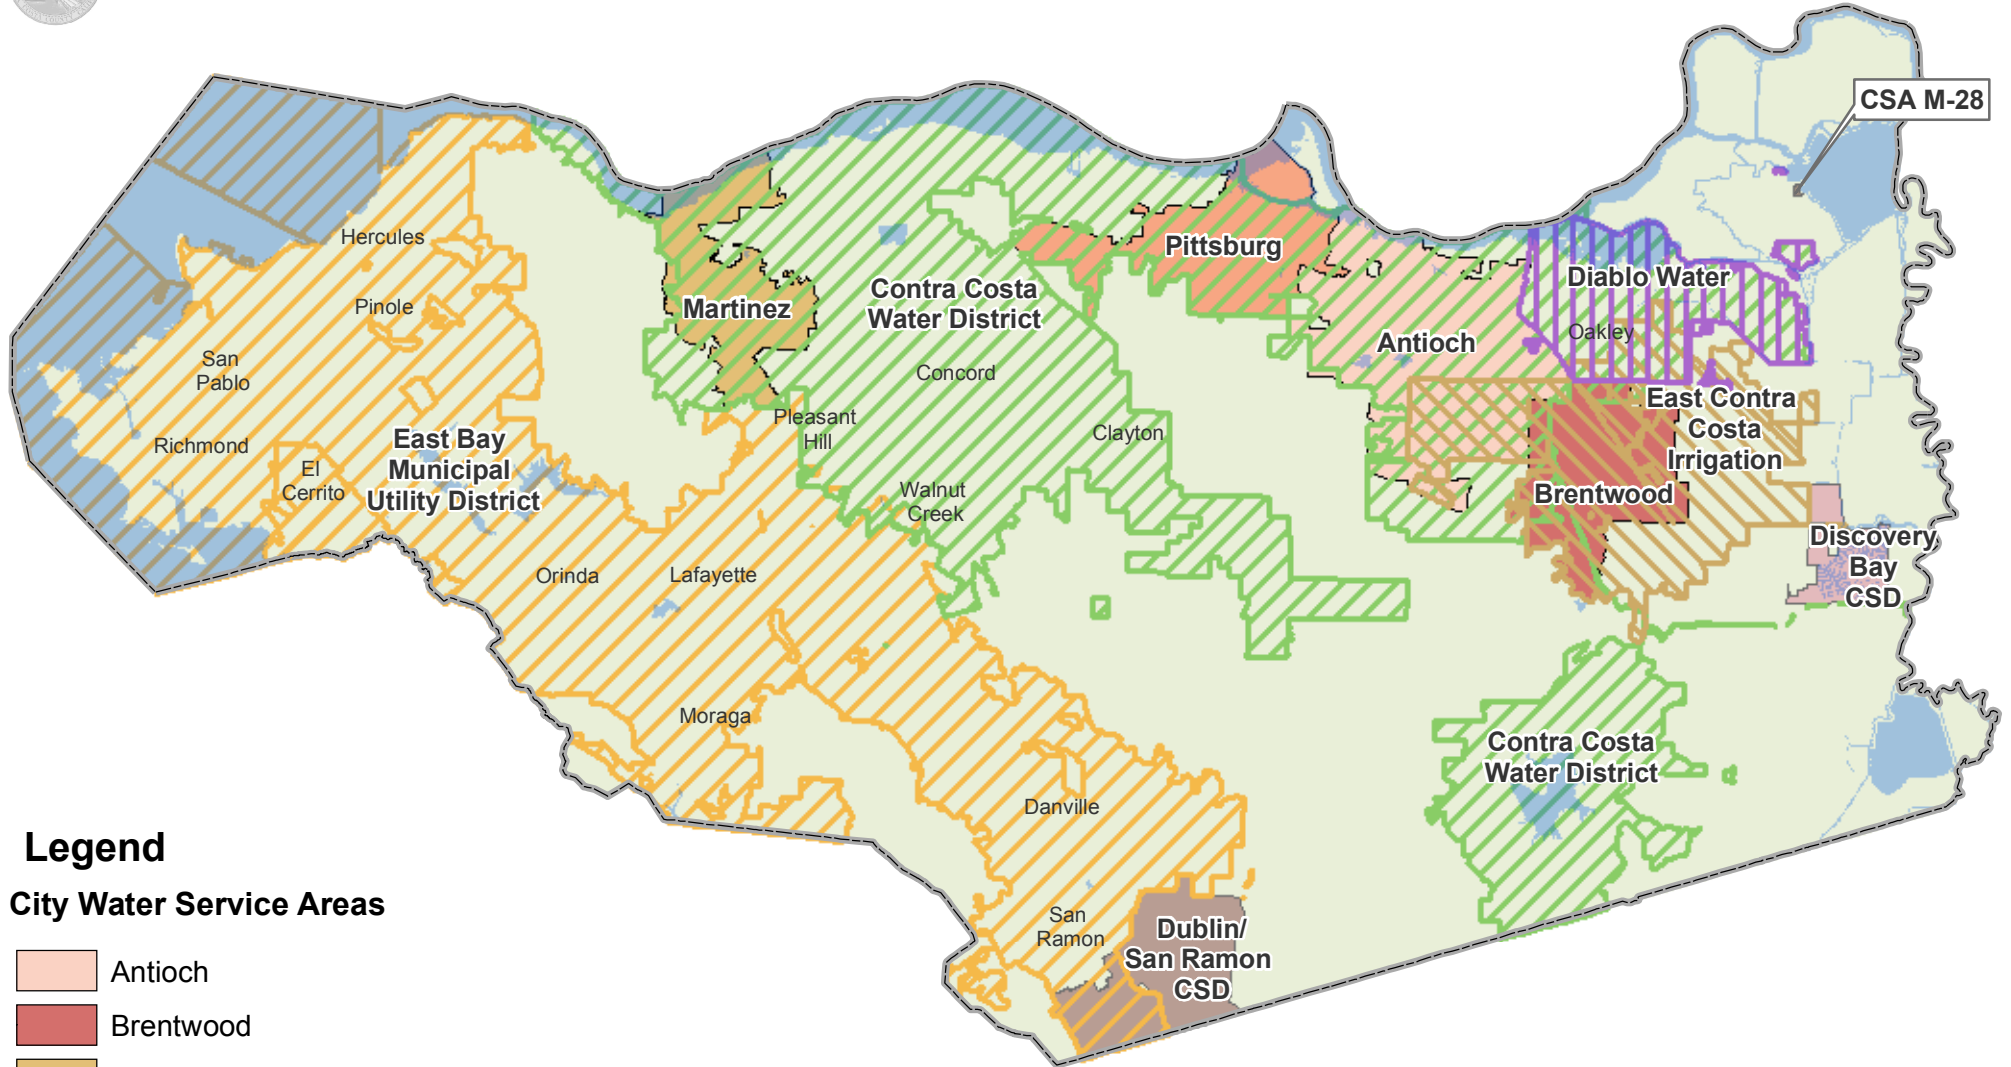 CSA M-28
Hercules
Pittsburg
Diablo Water
Pinole
Martinez
Contra Costa
Water District
Oakley
Antioch
San
Pablo
Concord
East Contra
Costa
Irrigation
Pleasant
Hill
Clayton
Richmond
East Bay
Municipal
Utility District
El
Cerrito
Walnut
Creek
Brentwood
Discovery
Bay
CSD
Orinda
Lafayette
Moraga
Contra Costa
Water District
Danville
San
Ramon
Dublin/
San Ramon
CSD
Legend
City Water Service Areas
Antioch
Brentwood